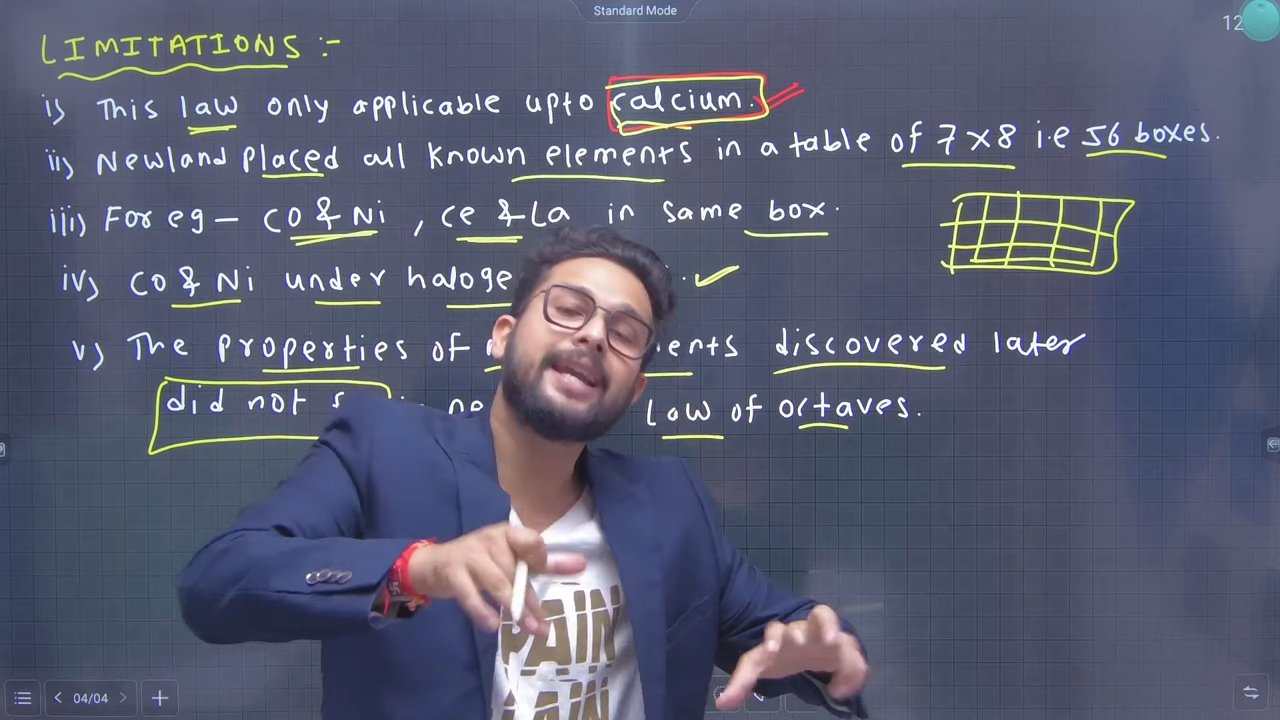 Standard Mode
12
LIMITATIONS :-
i) This law only applicable upto calcium.
ii) Newland placed all known elements in a table of 7 x 8 i.e 56 boxes.
iii) For eg – CO & Ni , Ce & La in same box.
iv) CO & Ni under haloge
v) The properties of ents discovered later
did not law of octaves.
PAIN
04/04